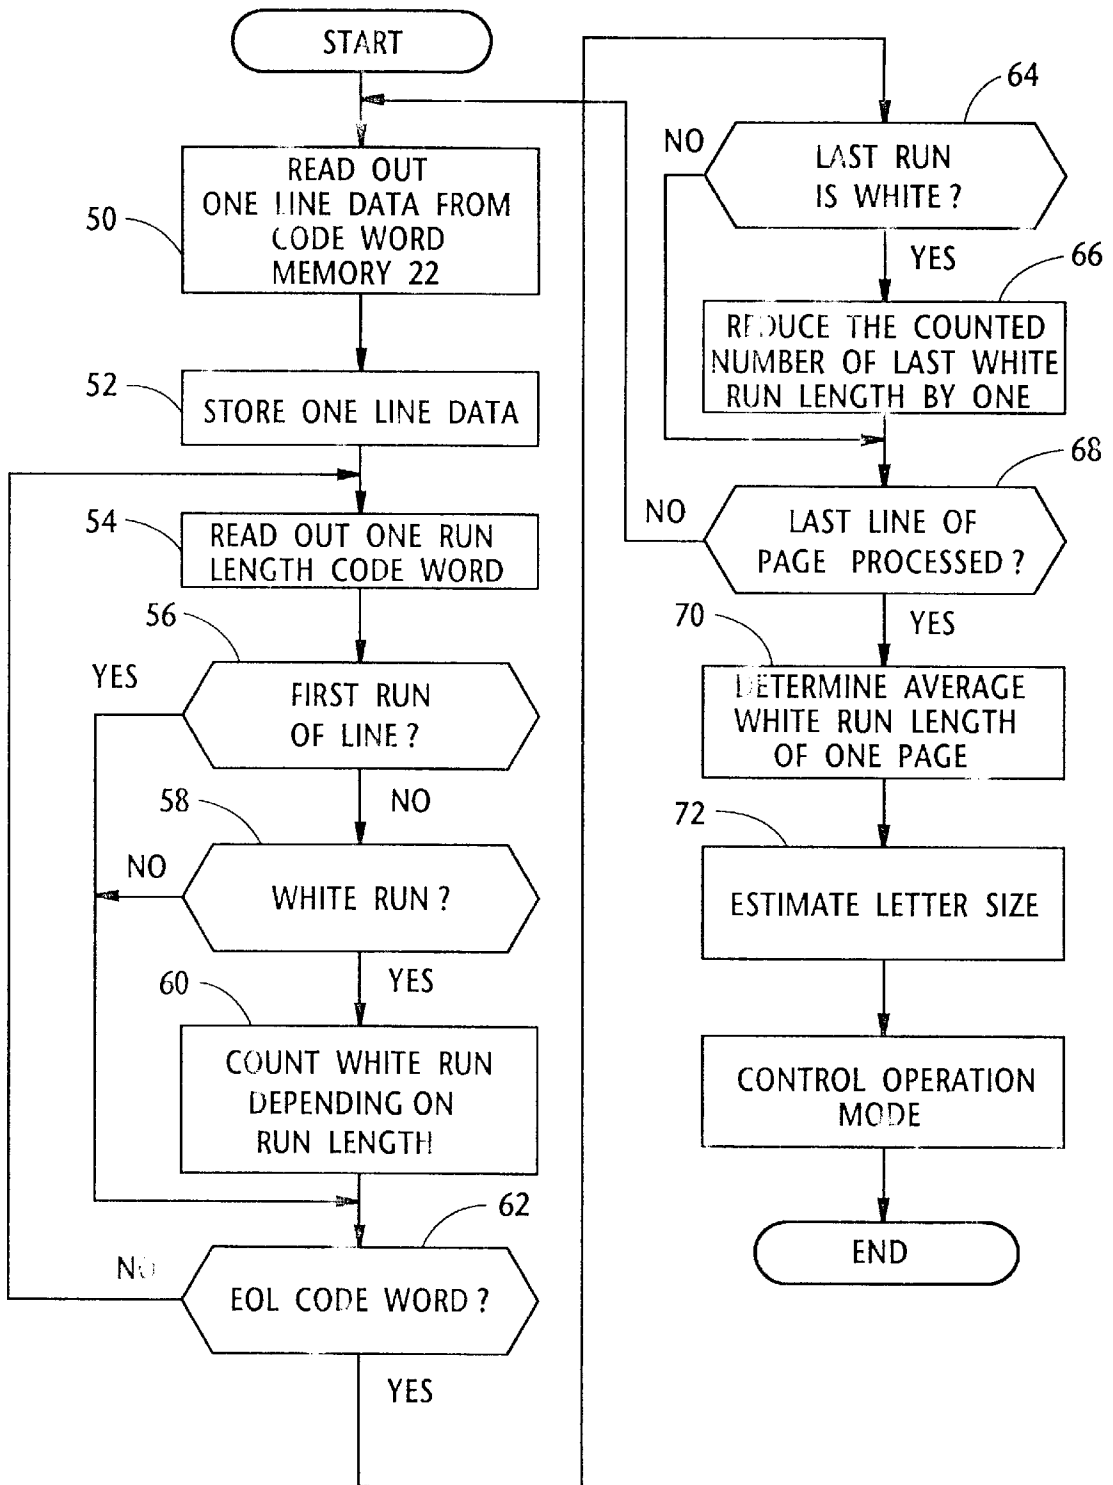 START
50
READ OUT
ONE LINE DATA FROM
CODE WORD
MEMORY 22
52
STORE ONE LINE DATA
54
READ OUT ONE RUN
LENGTH CODE WORD
56
YES
FIRST RUN
OF LINE?
NO
58
NO
WHITE RUN?
YES
60
COUNT WHITE RUN
DEPENDING ON
RUN LENGTH
62
NO
EOL CODE WORD?
YES
64
NO
LAST RUN
IS WHITE?
YES
66
REDUCE THE COUNTED
NUMBER OF LAST WHITE
RUN LENGTH BY ONE
68
NO
LAST LINE OF
PAGE PROCESSED?
YES
70
DETERMINE AVERAGE
WHITE RUN LENGTH
OF ONE PAGE
72
ESTIMATE LETTER SIZE
CONTROL OPERATION
MODE
END